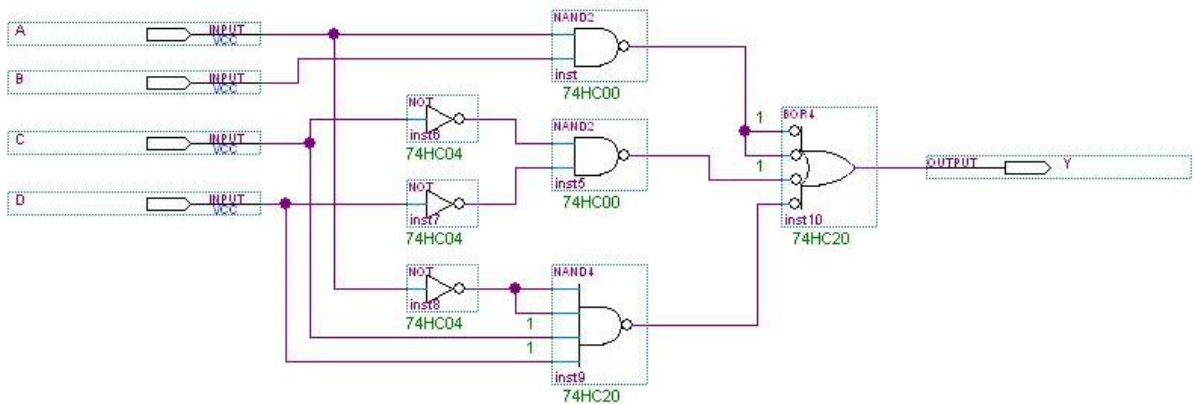 NAND2
A INPUT
VCC
inst
74HC00
B INPUT
VCC
NOT
inst6
74HC04
NAND2
inst5
74HC00
1
1
BOR4
inst10
74HC20
OUTPUT Y
C INPUT
VCC
NOT
inst7
74HC04
D INPUT
VCC
NOT
inst8
74HC04
NAND4
1
1
inst9
74HC20